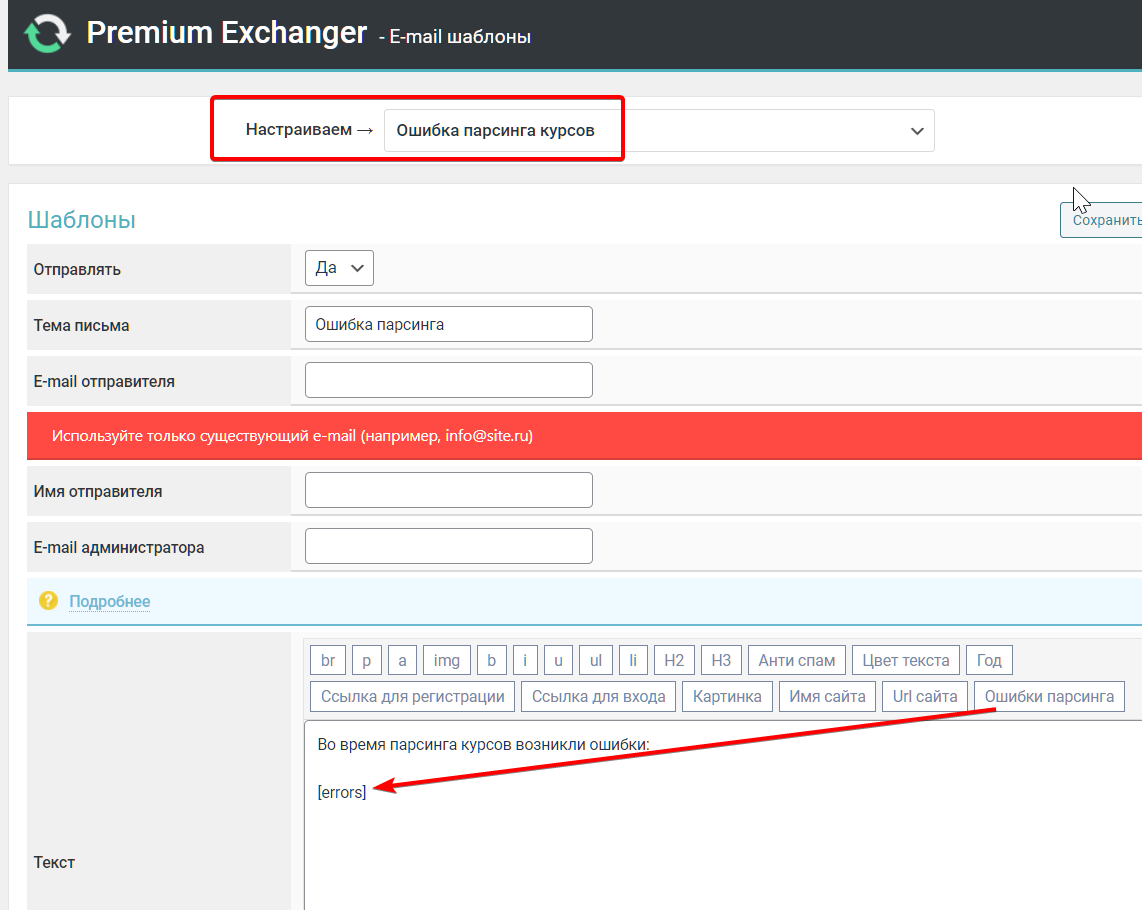 Premium Exchanger - E-mail шаблоны
Настраиваем → Ошибка парсинга курсов
Шаблоны
Сохранить
Отправлять Да
Тема письма Ошибка парсинга
E-mail отправителя
Используйте только существующий e-mail (например, info@site.ru)
Имя отправителя
E-mail администратора
? Подробнее
br p a img b i u ul li H2 H3 Анти спам Цвет текста Год
Ссылка для регистрации Ссылка для входа Картинка Имя сайта Url сайта Ошибки парсинга
Во время парсинга курсов возникли ошибки:
[errors]
Текст